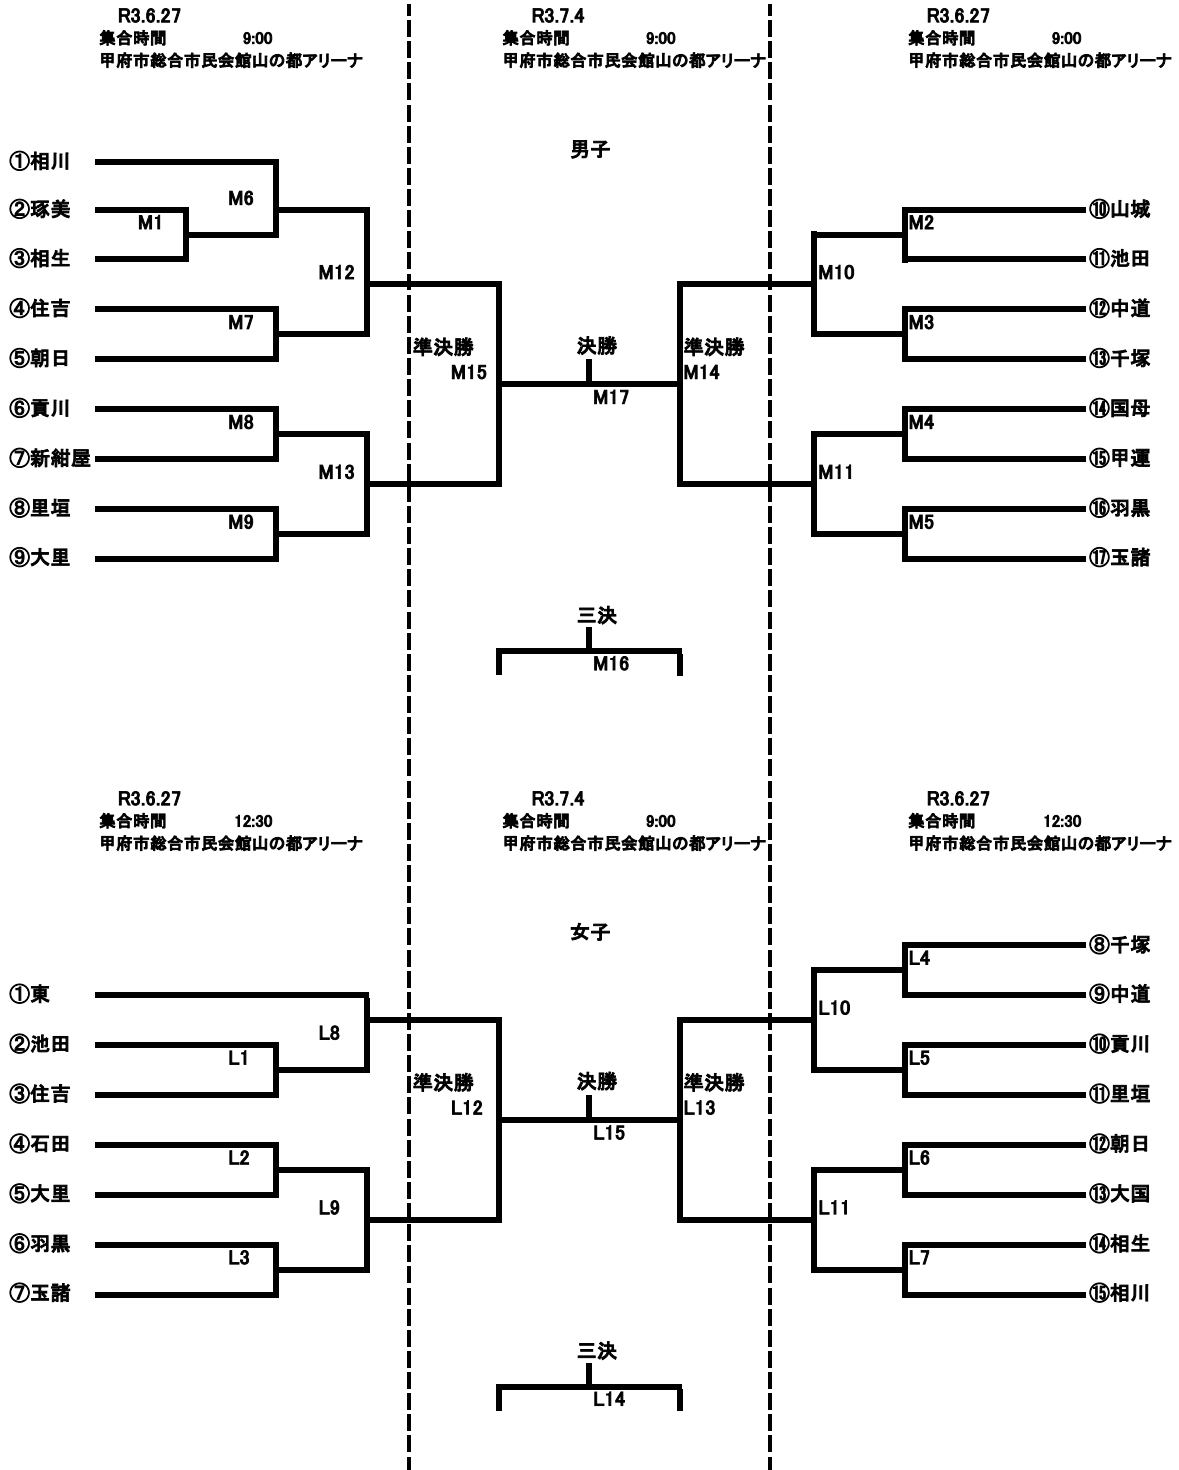 R3.6.27
集合時間 9:00
甲府市総合市民会館山の都アリーナ
R3.7.4
集合時間 9:00
甲府市総合市民会館山の都アリーナ
R3.6.27
集合時間 9:00
甲府市総合市民会館山の都アリーナ
男子
①相川
②琢美
③相生
④住吉
⑤朝日
⑥貢川
⑦新紺屋
⑧里垣
⑨大里
M1
M6
M7
M8
M9
M12
M13
準決勝
M15
決勝
M17
準決勝
M14
M10
M11
M2
M3
M4
M5
⑩山城
⑪池田
⑫中道
⑬千塚
⑭国母
⑮甲運
⑯羽黒
⑰玉諸
三決
M16
R3.6.27
集合時間 12:30
甲府市総合市民会館山の都アリーナ
R3.7.4
集合時間 9:00
甲府市総合市民会館山の都アリーナ
R3.6.27
集合時間 12:30
甲府市総合市民会館山の都アリーナ
女子
①東
②池田
③住吉
④石田
⑤大里
⑥羽黒
⑦玉諸
L1
L2
L3
L8
L9
準決勝
L12
決勝
L15
準決勝
L13
L10
L11
L4
L5
L6
L7
⑧千塚
⑨中道
⑩貢川
⑪里垣
⑫朝日
⑬大国
⑭相生
⑮相川
三決
L14